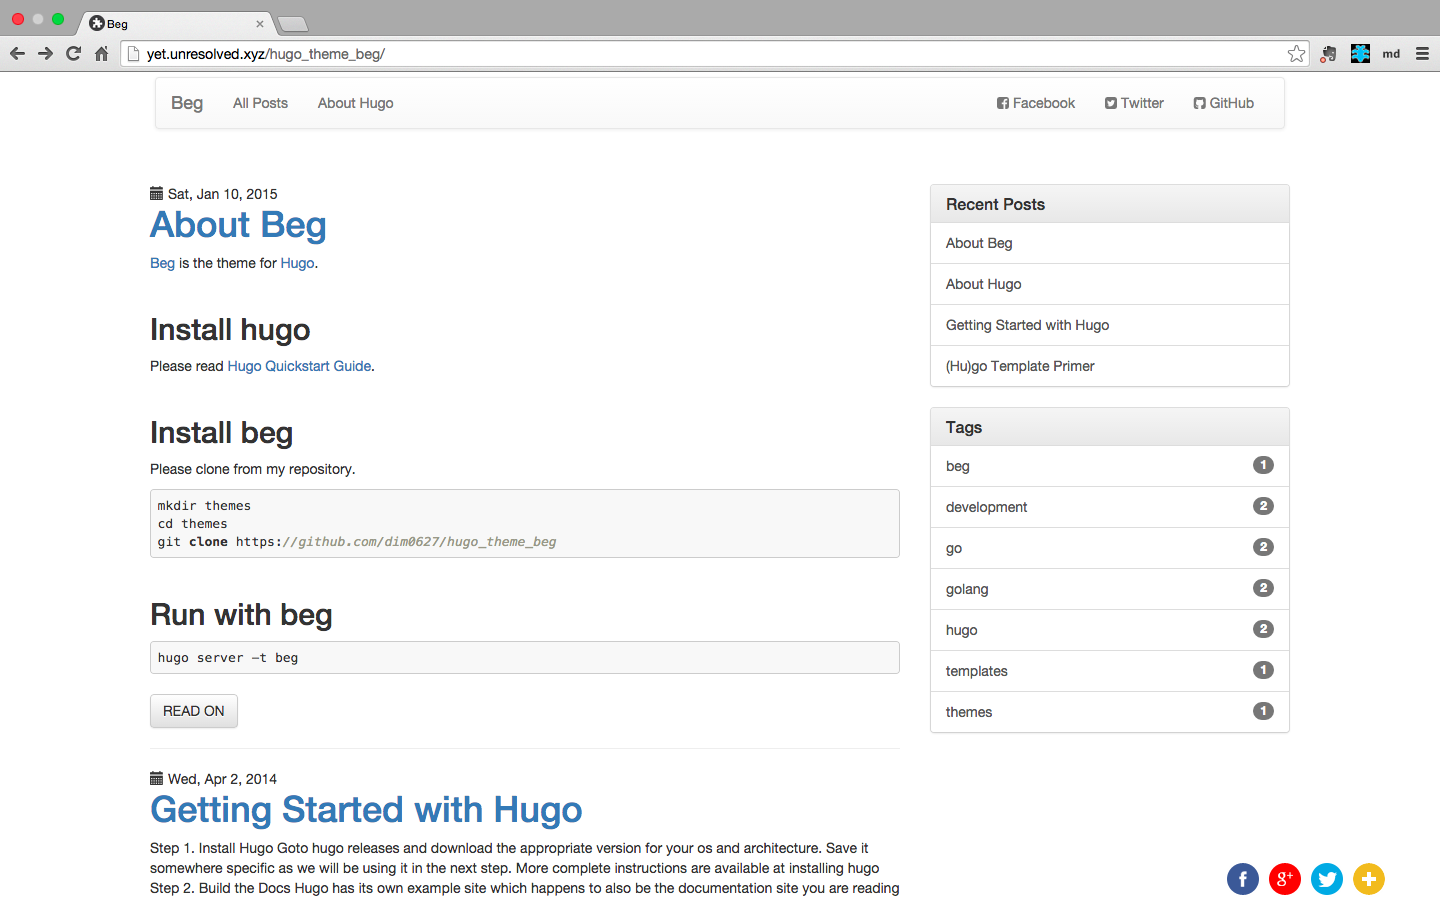 Beg
yet.unresolved.xyz/hugo_theme_beg/
md
Beg All Posts About Hugo Facebook Twitter GitHub
Sat, Jan 10, 2015
About Beg
Beg is the theme for Hugo.
Install hugo
Please read Hugo Quickstart Guide.
Install beg
Please clone from my repository.
mkdir themes
cd themes
git clone https://github.com/dim0627/hugo_theme_beg
Run with beg
hugo server -t beg
READ ON
Wed, Apr 2, 2014
Getting Started with Hugo
Step 1. Install Hugo Goto hugo releases and download the appropriate version for your os and architecture. Save it
somewhere specific as we will be using it in the next step. More complete instructions are available at installing hugo
Step 2. Build the Docs Hugo has its own example site which happens to also be the documentation site you are reading
Recent Posts
About Beg
About Hugo
Getting Started with Hugo
(Hu)go Template Primer
Tags
beg 1
development 2
go 2
golang 2
hugo 2
templates 1
themes 1
f g+